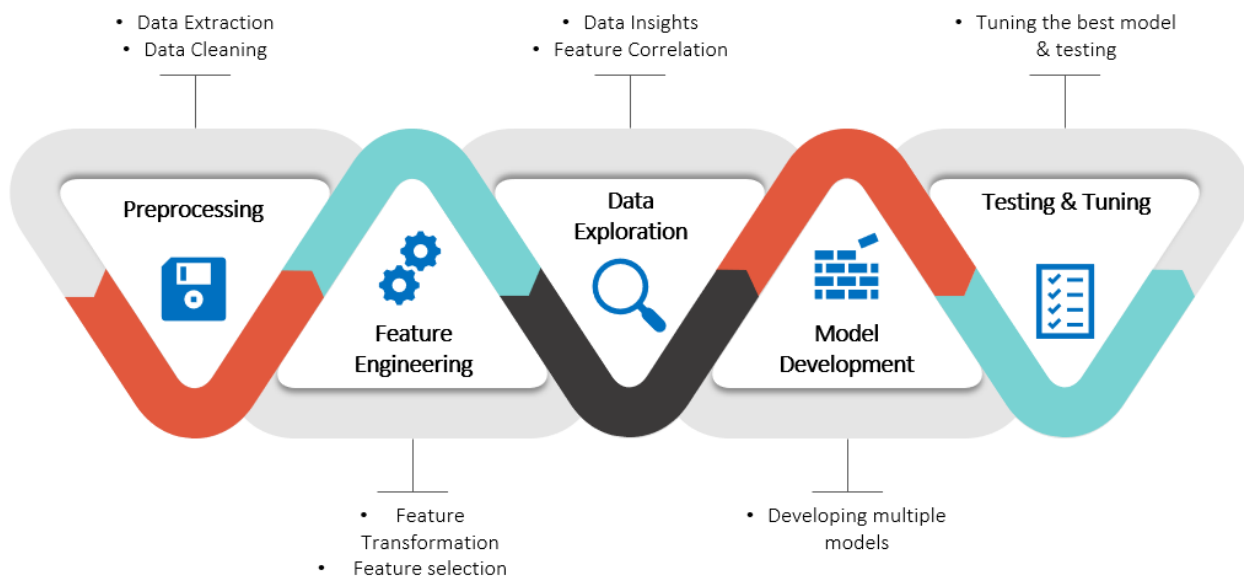 • Data Extraction
• Data Cleaning
• Data Insights
• Feature Correlation
• Tuning the best model
& testing
Preprocessing
Feature
Engineering
Data
Exploration
Model
Development
Testing & Tuning
• Feature
Transformation
• Feature selection
• Developing multiple
models